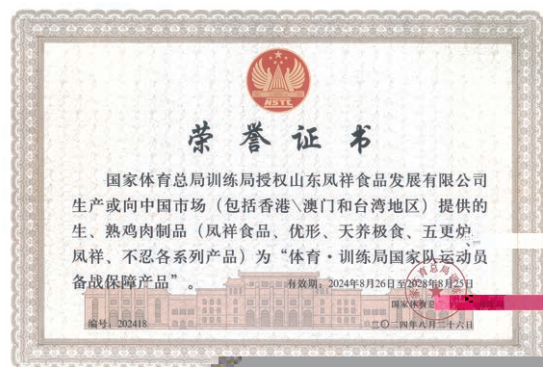 NSTC
荣誉证书
国家体育总局训练局授权山东凤祥食品发展有限公司
生产或向中国市场（包括香港\澳门和台湾地区）提供的
生、熟鸡肉制品（凤祥食品、优形、天养极食、五更炉、
凤祥、不忍各系列产品）为“体育·训练局国家队运动员
备战保障产品”。
有效期：2024年8月26日至2028年8月25日
国家体育总
编号：202418
二〇二四年八月二十六日